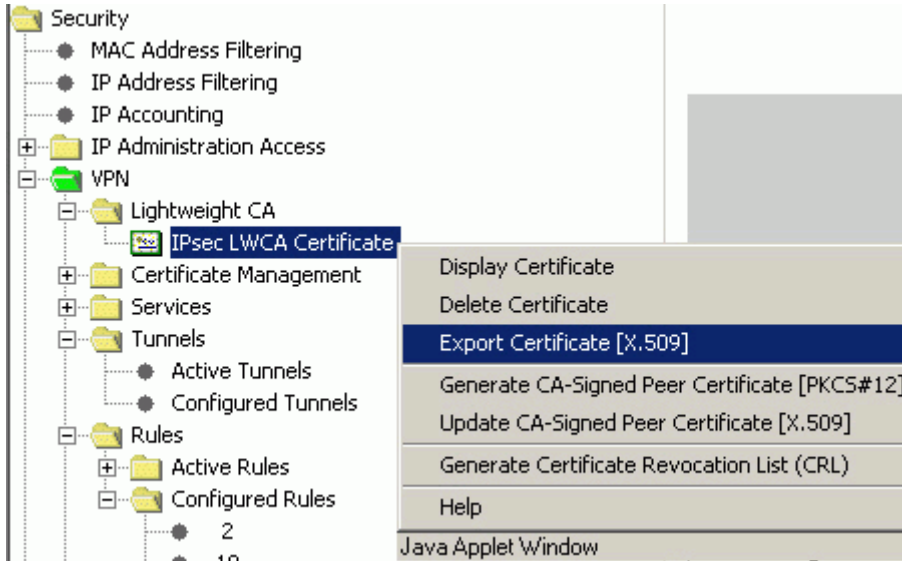 Security
MAC Address Filtering
IP Address Filtering
IP Accounting
IP Administration Access
VPN
Lightweight CA
IPsec LWCA Certificate
Certificate Management
Services
Tunnels
Active Tunnels
Configured Tunnels
Rules
Active Rules
Configured Rules
2
10
Display Certificate
Delete Certificate
Export Certificate [X.509]
Generate CA-Signed Peer Certificate [PKCS#12]
Update CA-Signed Peer Certificate [X.509]
Generate Certificate Revocation List (CRL)
Help
Java Applet Window